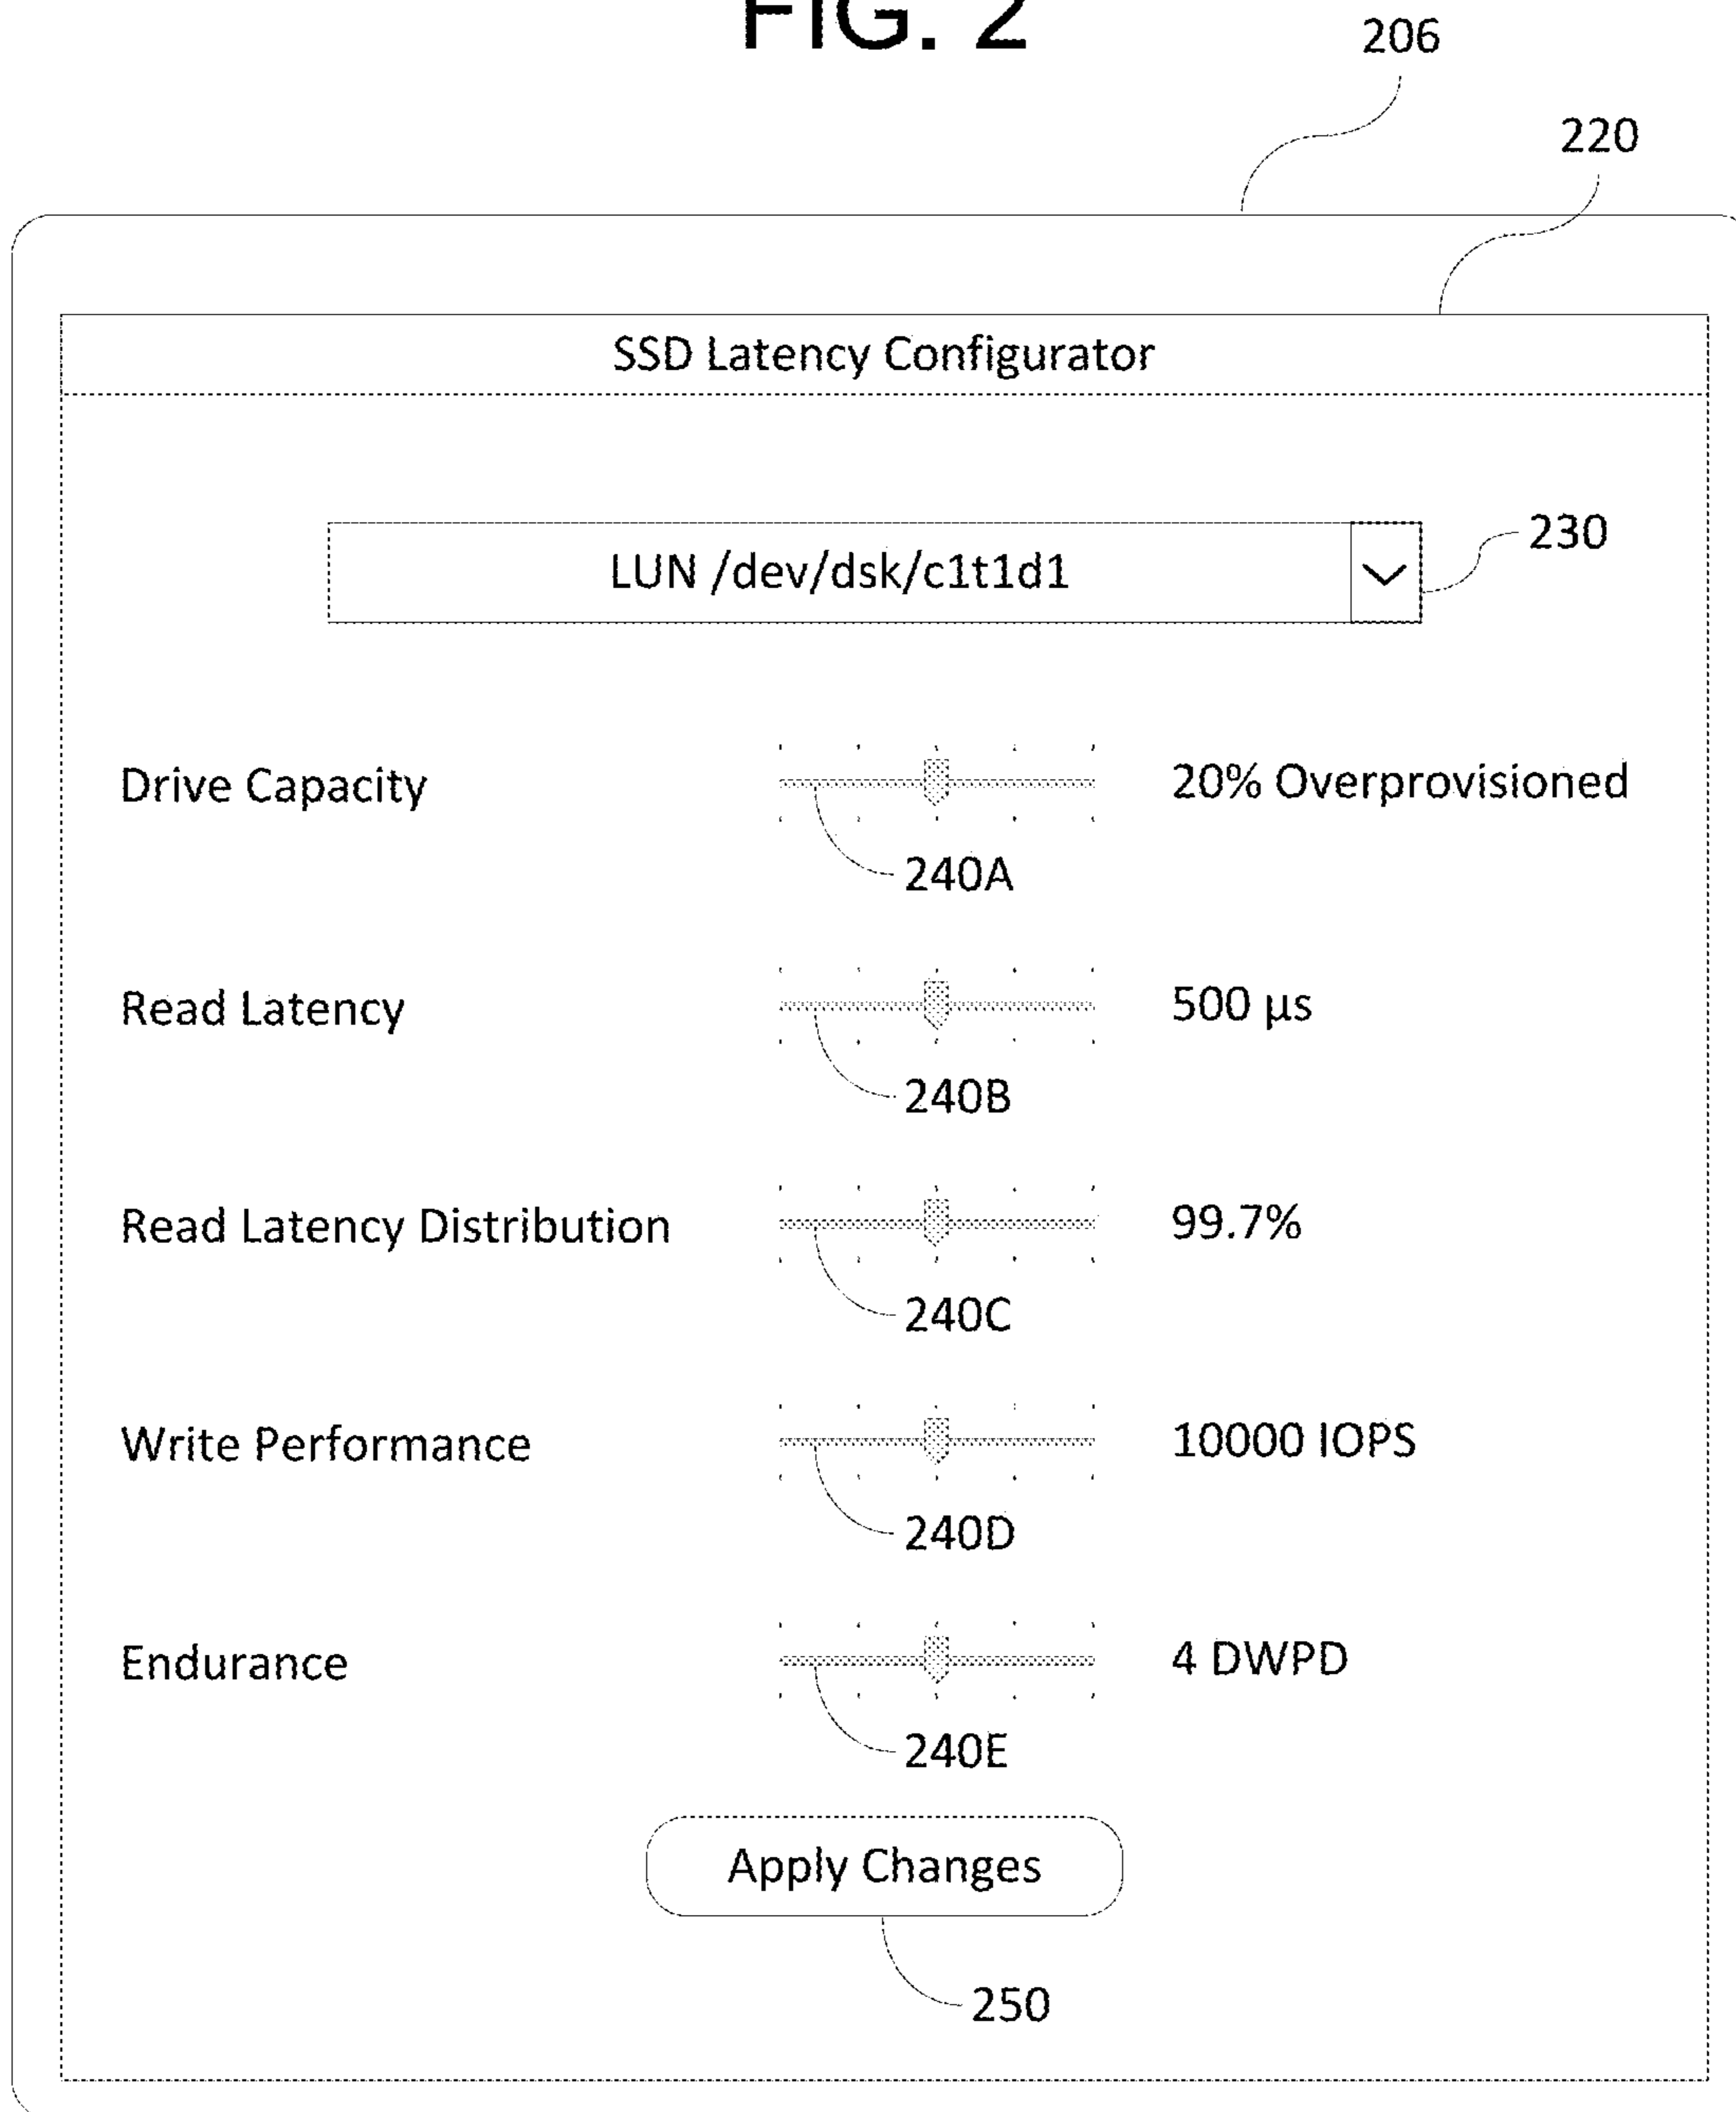 FIG. 2
206
220
SSD Latency Configurator
LUN /dev/dsk/c1t1d1
230
Drive Capacity 20% Overprovisioned
240A
Read Latency 500 µs
240B
Read Latency Distribution 99.7%
240C
Write Performance 10000 IOPS
240D
Endurance 4 DWPD
240E
Apply Changes
250